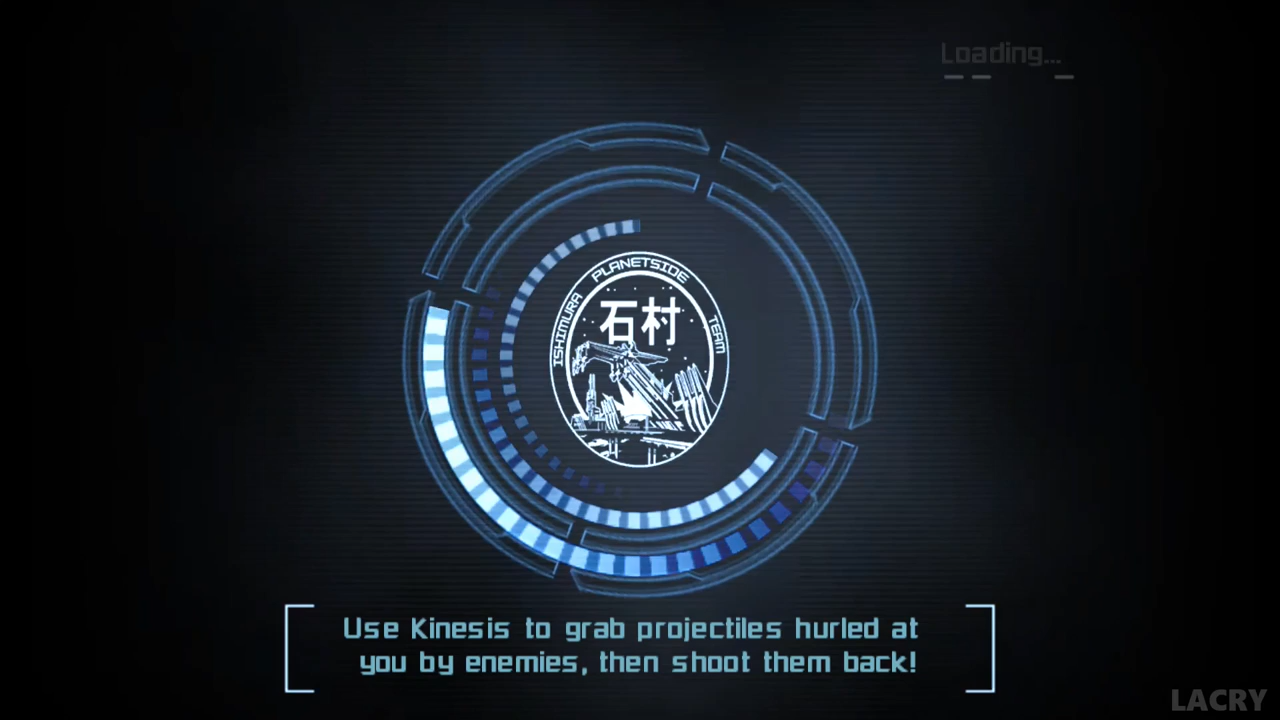 Loading...
ISHIMURA PLANETSIDE TEAM
石村
Use Kinesis to grab projectiles hurled at
you by enemies, then shoot them back!
LACRY